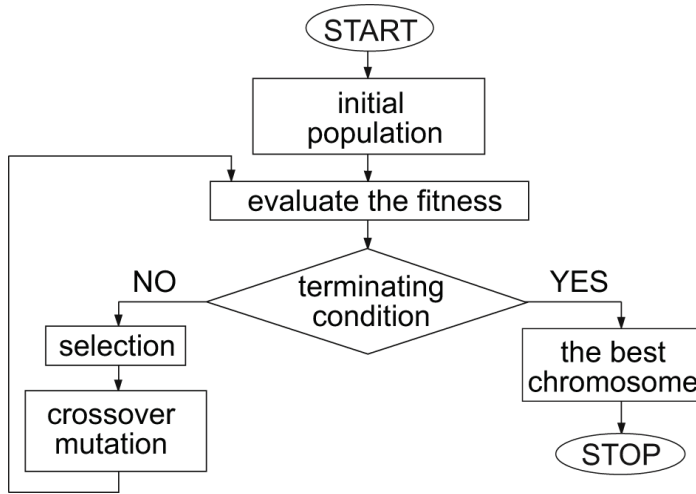 START
initial
population
evaluate the fitness
NO
terminating
condition
YES
selection
the best
chromosome
crossover
mutation
STOP